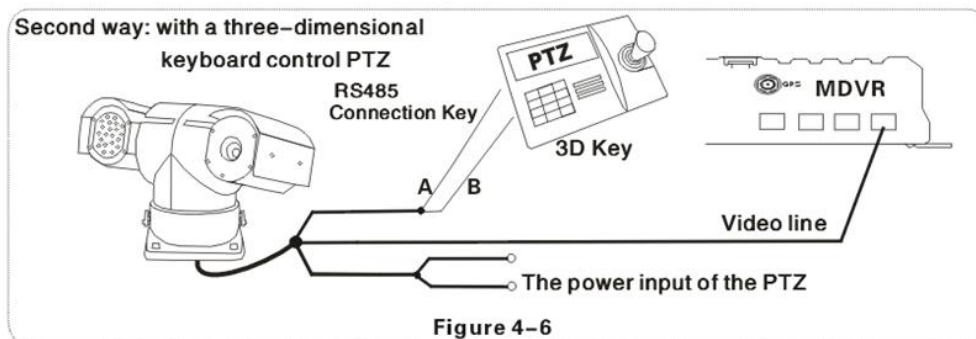 Second way: with a three-dimensional
keyboard control PTZ
RS485
Connection Key
PTZ
3D Key
GPS
MDVR
A
B
Video line
The power input of the PTZ
Figure 4-6